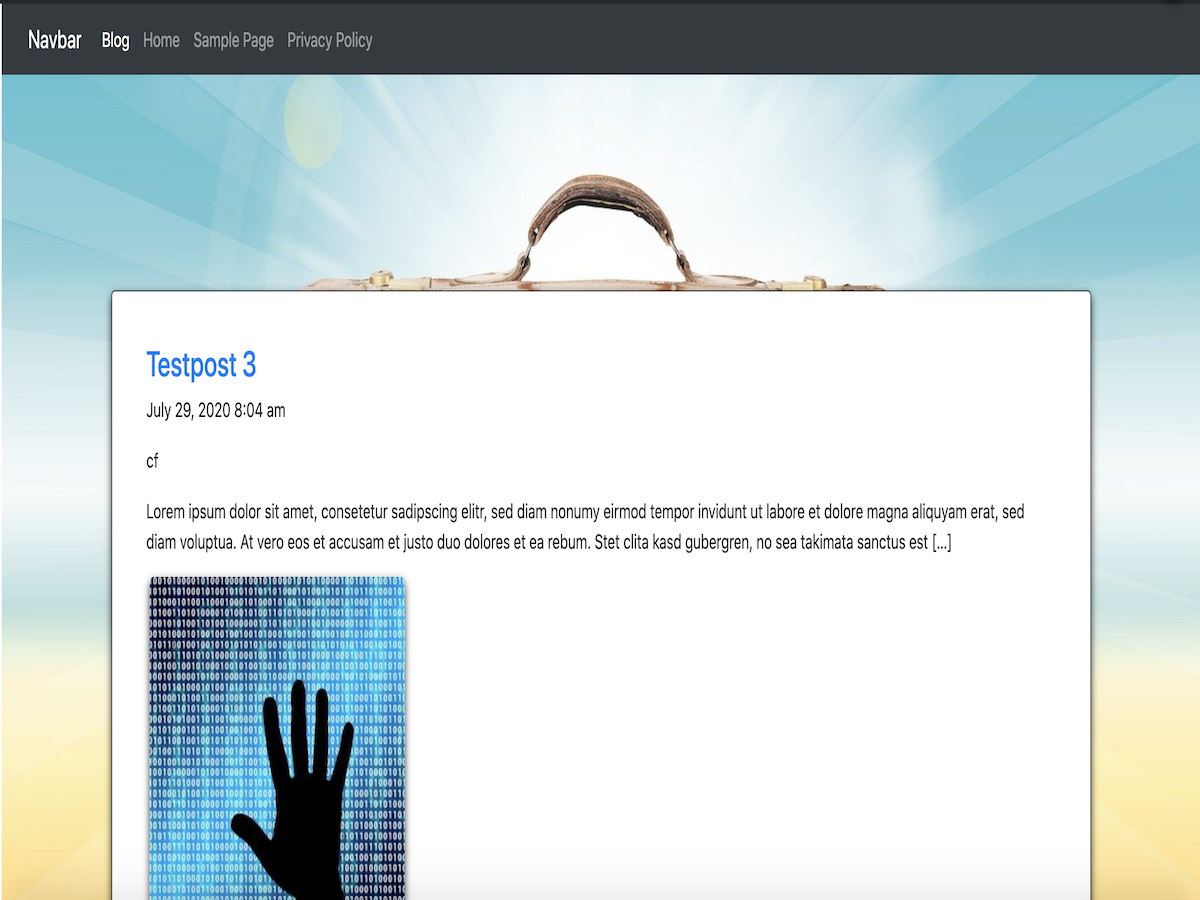 Navbar Blog Home Sample Page Privacy Policy
Testpost 3
July 29, 2020 8:04 am
cf
Lorem ipsum dolor sit amet, consetetur sadipscing elitr, sed diam nonumy eirmod tempor invidunt ut labore et dolore magna aliquyam erat, sed
diam voluptua. At vero eos et accusam et justo duo dolores et ea rebum. Stet clita kasd gubergren, no sea takimata sanctus est [...]